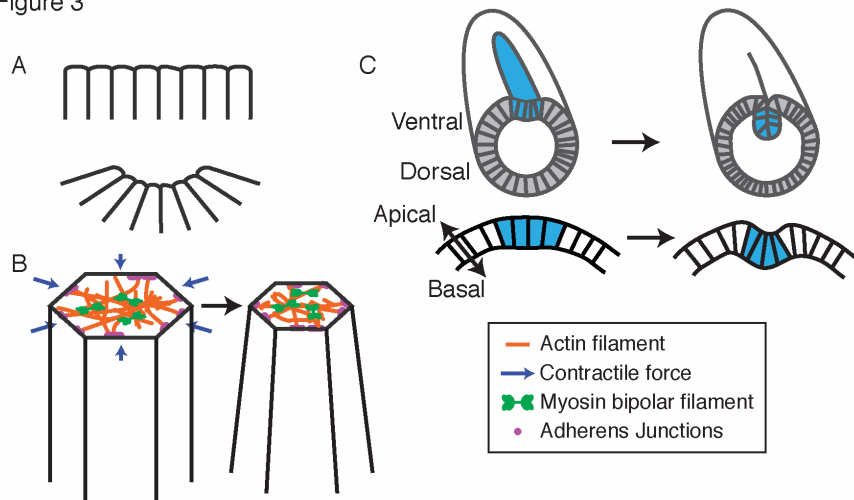 Figure 3
A
C
Ventral
Dorsal
Apical
Basal
B
Actin filament
Contractile force
Myosin bipolar filament
Adherens Junctions